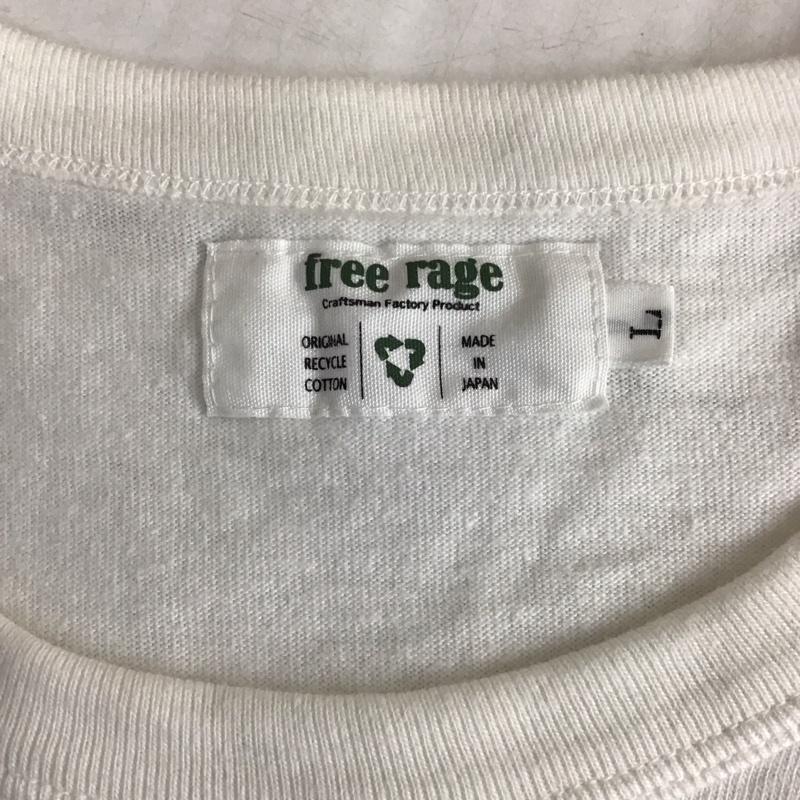 free rage
Craftsman Factory Product
ORIGINAL
RECYCLE
COTTON
MADE
IN
JAPAN
L